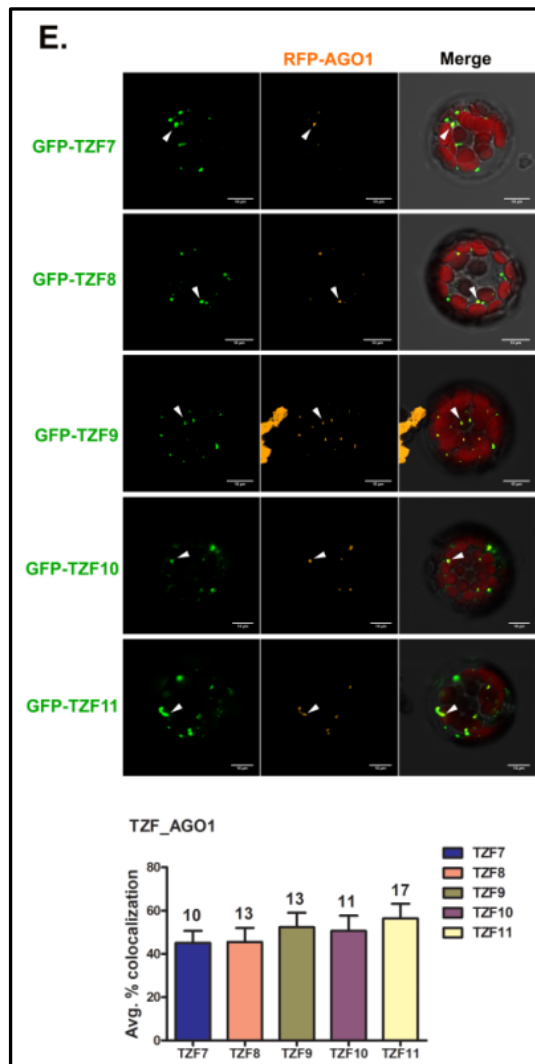 E.
RFP-AGO1 Merge
GFP-TZF7
GFP-TZF8
GFP-TZF9
GFP-TZF10
GFP-TZF11
TZF_AGO1
Avg. % colocalization
80
60
40
20
0
10 13 13 11 17
TZF7 TZF8 TZF9 TZF10 TZF11
TZF7
TZF8
TZF9
TZF10
TZF11